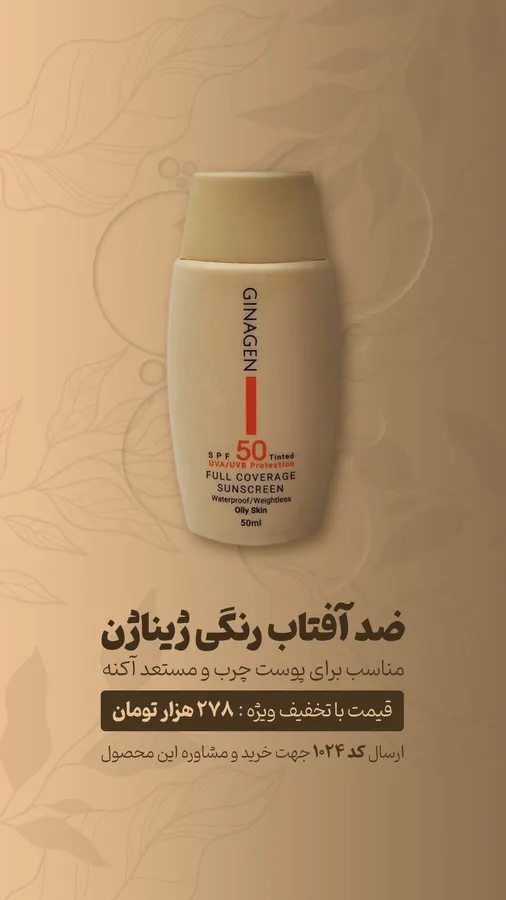 GINAGEN
SPF 50 Tinted
UVA/UVB Protection
FULL COVERAGE
SUNSCREEN
Waterproof/Weightless
Oily Skin
50ml
ضد آفتاب رنگی ژیناژن
مناسب برای پوست چرب و مستعد آکنه
قیمت با تخفیف ویژه : ۲۷۸ هزار تومان
ارسال کد ۱۰۲۴ جهت خرید و مشاوره این محصول